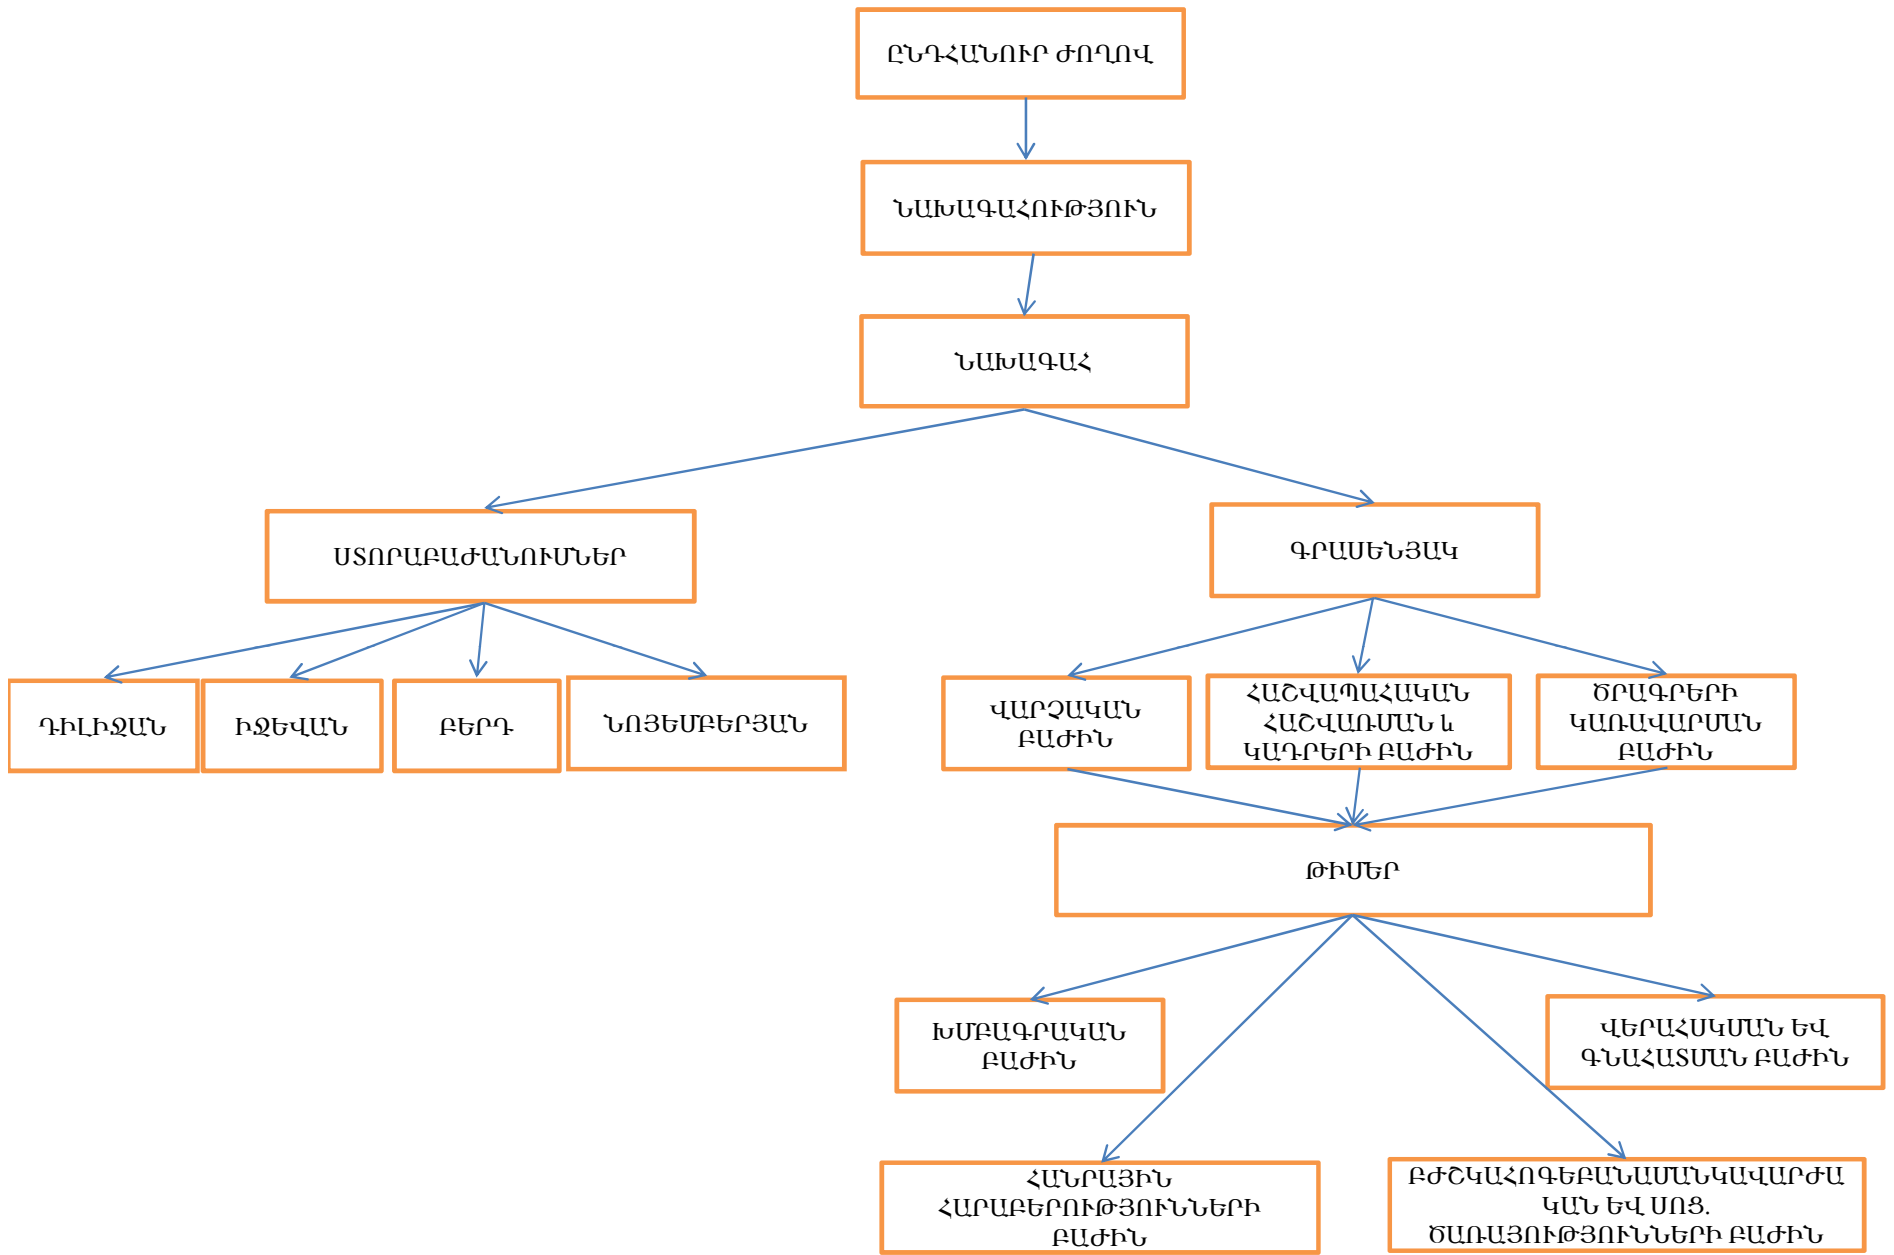 ԸՆԴՀԱՆՈՒՐ ԺՈՂՈՎ
ՆԱԽԱԳԱՀՈՒԹՅՈՒՆ
ՆԱԽԱԳԱՀ
ՍՏՈՐԱԲԱԺԱՆՈՒՄՆԵՐ
ԳՐԱՍԵՆՅԱԿ
ԴԻԼԻՋԱՆ
ԻՋԵՎԱՆ
ԲԵՐԴ
ՆՈՅԵՄԲԵՐՅԱՆ
ՎԱՐՉԱԿԱՆ
ԲԱԺԻՆ
ՀԱՇՎԱՊԱՀԱԿԱՆ
ՀԱՇՎԱՌՄԱՆ և
ԿԱԴՐԵՐԻ ԲԱԺԻՆ
ԾՐԱԳՐԵՐԻ
ԿԱՌԱՎԱՐՄԱՆ
ԲԱԺԻՆ
ԹԻՄԵՐ
ԽՄԲԱԳՐԱԿԱՆ
ԲԱԺԻՆ
ՎԵՐԱՀՍԿՄԱՆ ԵՎ
ԳՆԱՀԱՏՄԱՆ ԲԱԺԻՆ
ՀԱՆՐԱՅԻՆ
ՀԱՐԱԲԵՐՈՒԹՅՈՒՆՆԵՐԻ
ԲԱԺԻՆ
ԲԺՇԿԱՀՈԳԵԲԱՆԱՄԱՆԿԱՎԱՐԺԱ
ԿԱՆ ԵՎ ՍՈՑ.
ԾԱՌԱՅՈՒԹՅՈՒՆՆԵՐԻ ԲԱԺԻՆ